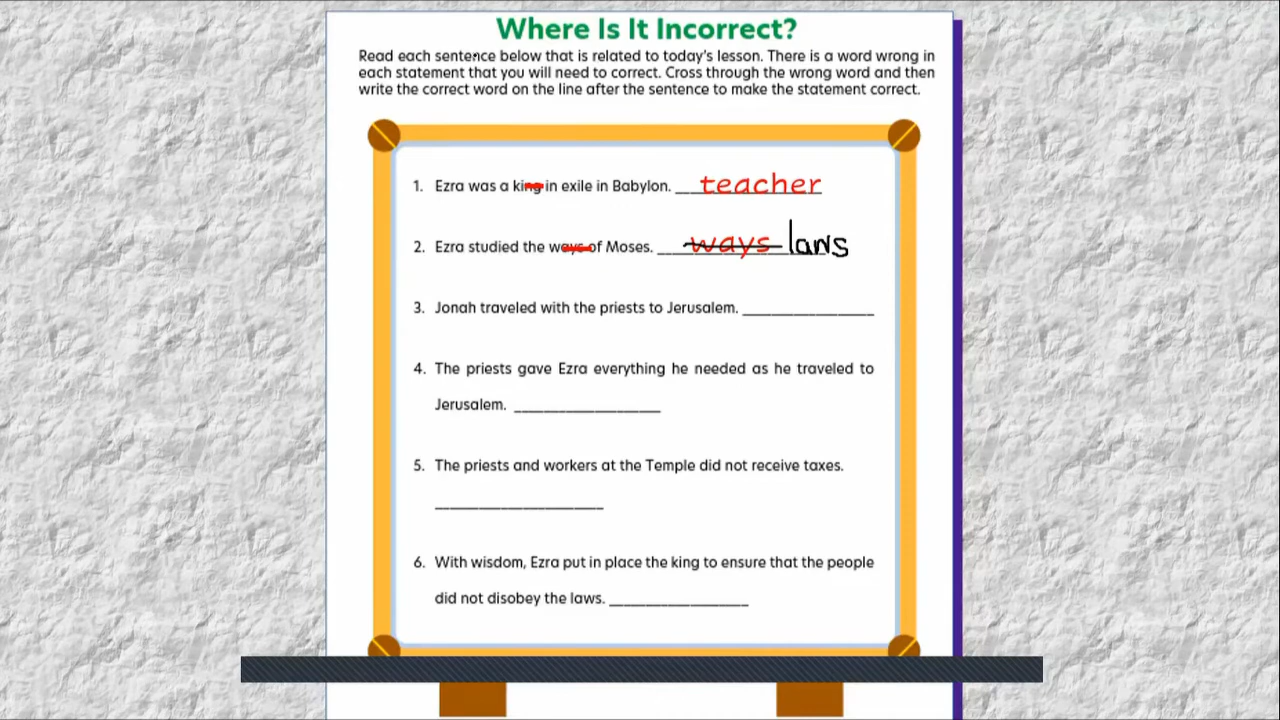 Where Is It Incorrect?
Read each sentence below that is related to today's lesson. There is a word wrong in
each statement that you will need to correct. Cross through the wrong word and then
write the correct word on the line after the sentence to make the statement correct.
1. Ezra was a king in exile in Babylon. teacher
2. Ezra studied the ways of Moses. ways laws
3. Jonah traveled with the priests to Jerusalem. ____
4. The priests gave Ezra everything he needed as he traveled to
Jerusalem. ____
5. The priests and workers at the Temple did not receive taxes.
____
6. With wisdom, Ezra put in place the king to ensure that the people
did not disobey the laws. ____